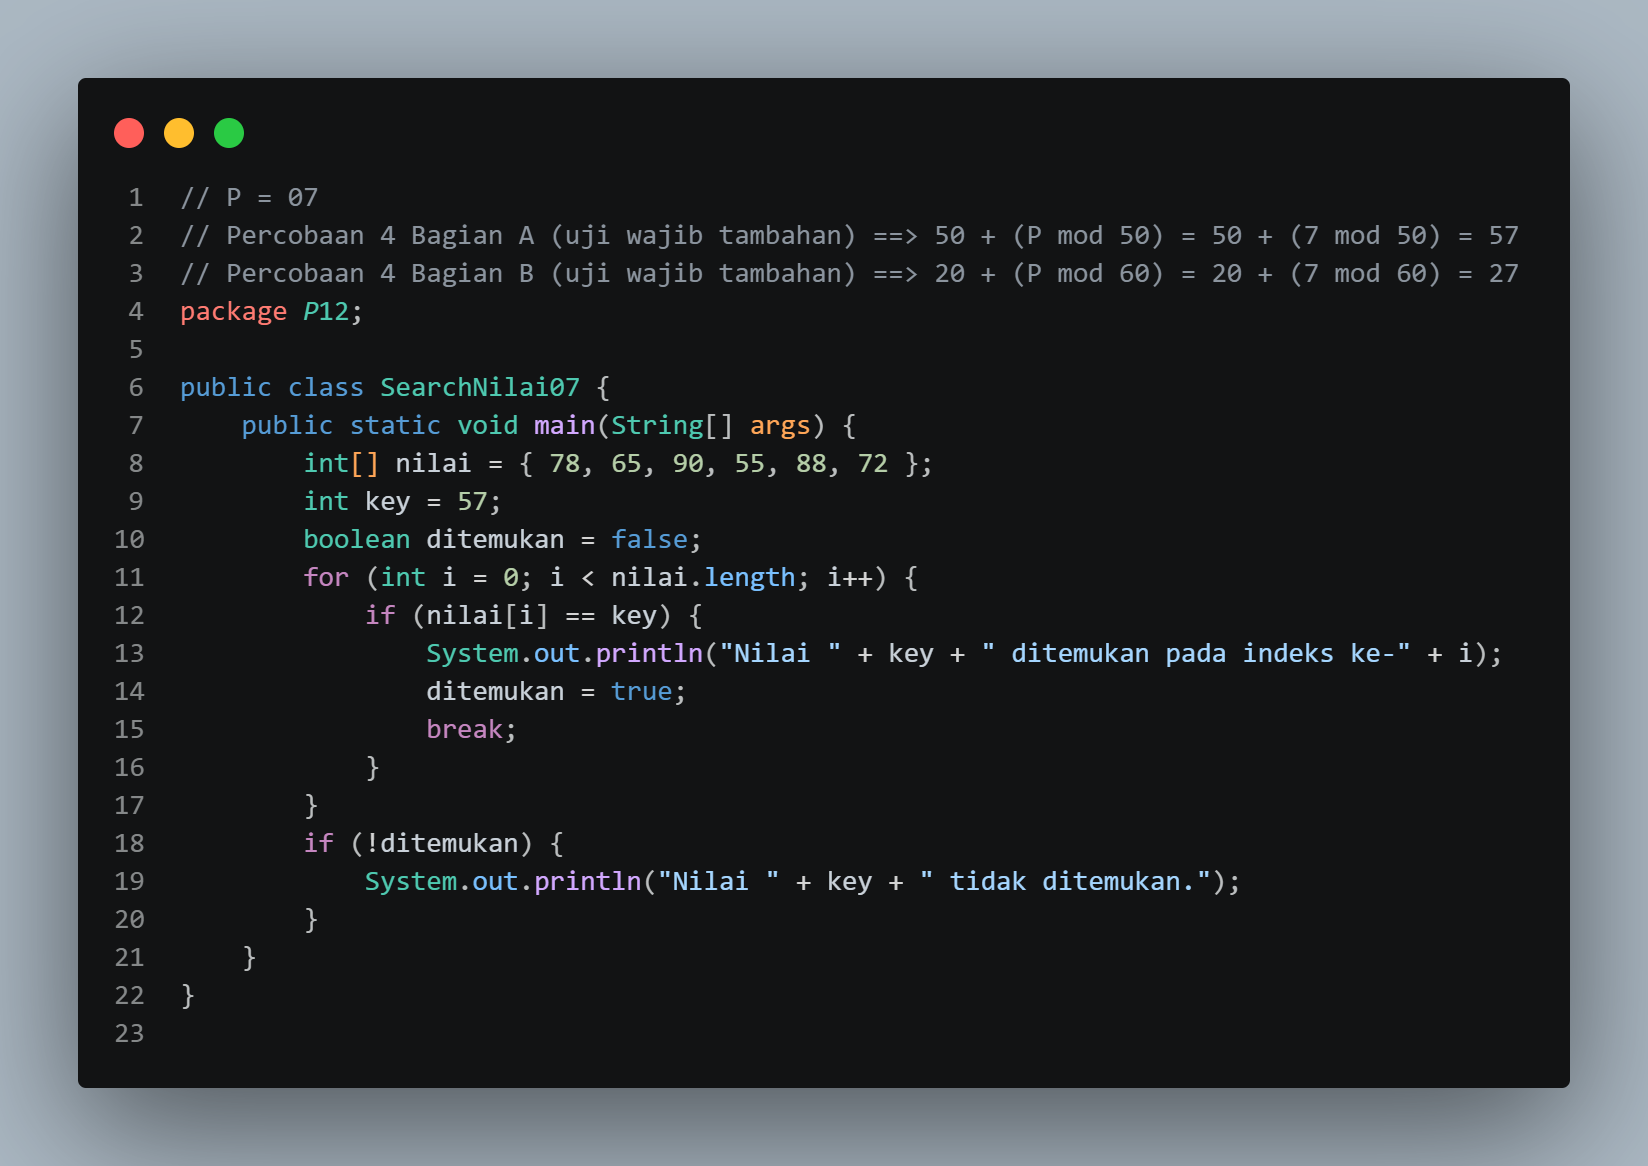 1 // P = 07
2 // Percobaan 4 Bagian A (uji wajib tambahan) ==> 50 + (P mod 50) = 50 + (7 mod 50) = 57
3 // Percobaan 4 Bagian B (uji wajib tambahan) ==> 20 + (P mod 60) = 20 + (7 mod 60) = 27
4 package P12;
5
6 public class SearchNilai07 {
7     public static void main(String[] args) {
8         int[] nilai = { 78, 65, 90, 55, 88, 72 };
9         int key = 57;
10         boolean ditemukan = false;
11         for (int i = 0; i < nilai.length; i++) {
12             if (nilai[i] == key) {
13                 System.out.println("Nilai " + key + " ditemukan pada indeks ke-" + i);
14                 ditemukan = true;
15                 break;
16             }
17         }
18         if (!ditemukan) {
19             System.out.println("Nilai " + key + " tidak ditemukan.");
20         }
21     }
22 }
23